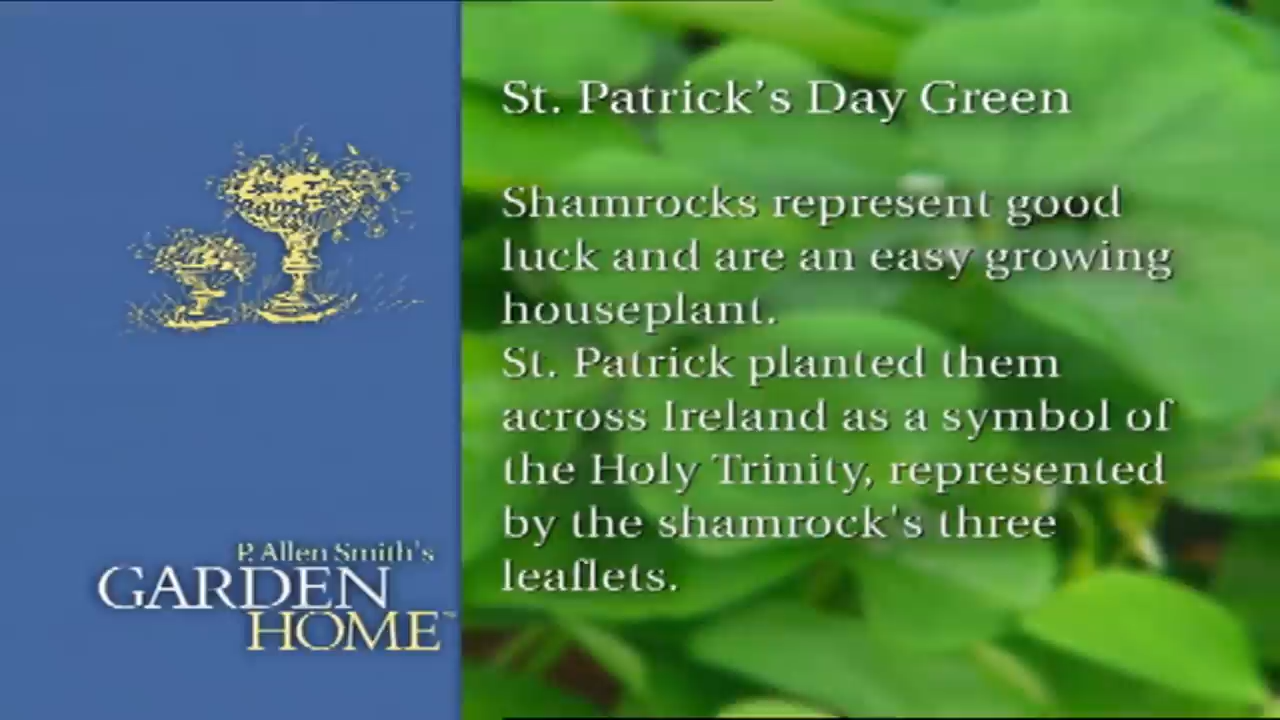 St. Patrick's Day Green
Shamrocks represent good
luck and are an easy growing
houseplant.
St. Patrick planted them
across Ireland as a symbol of
the Holy Trinity, represented
by the shamrock's three
leaflets.
P. Allen Smith's
GARDEN
HOME™